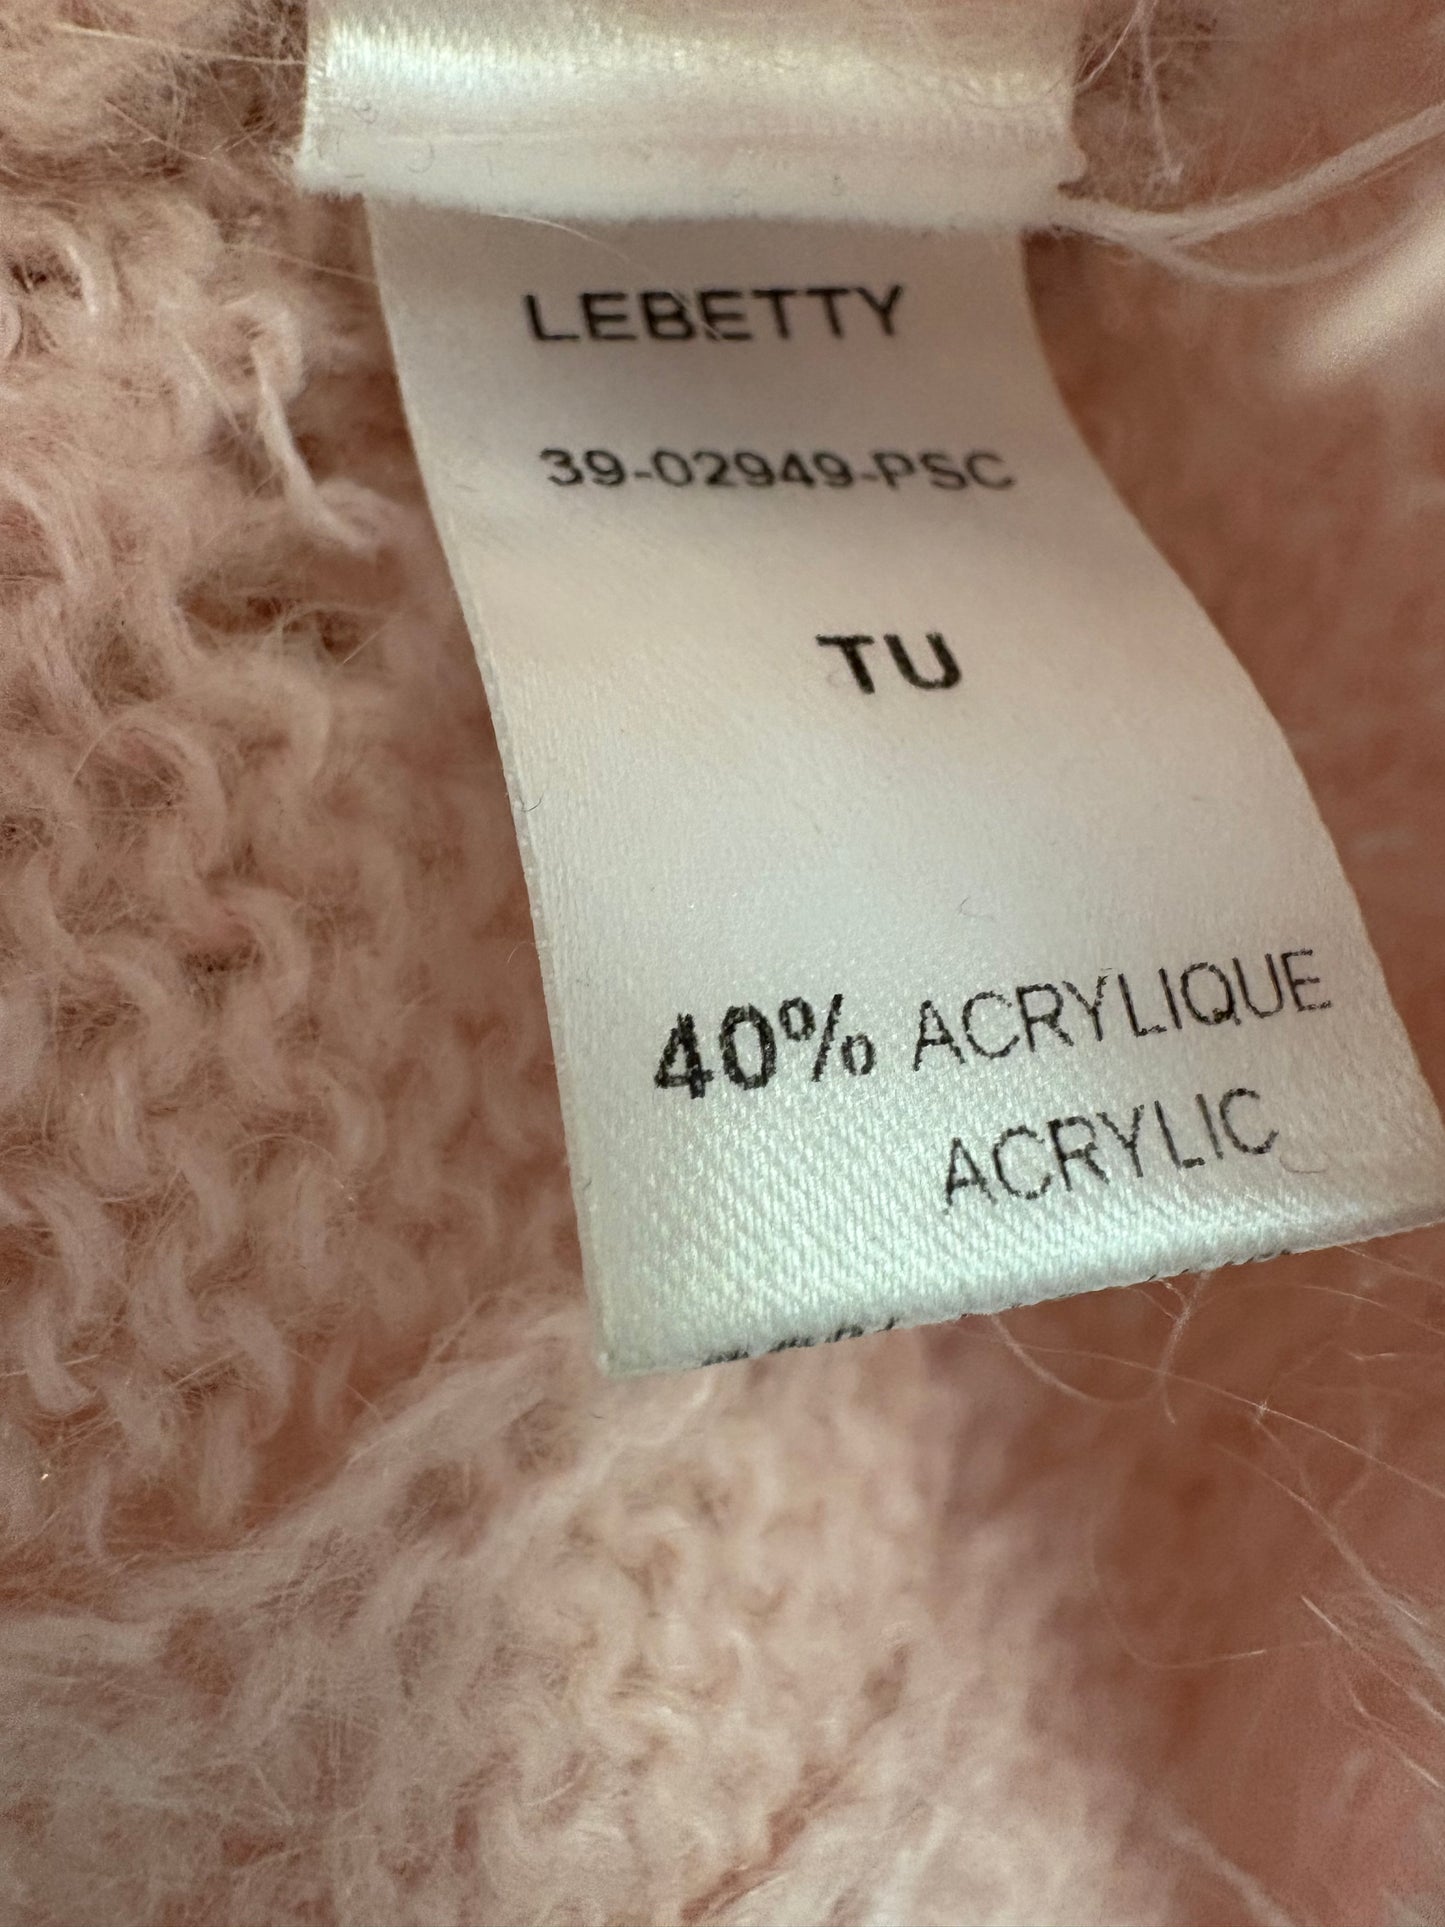 LEBETTY
39-02949-PSC
TU
40% ACRYLIQUE
ACRYLIC